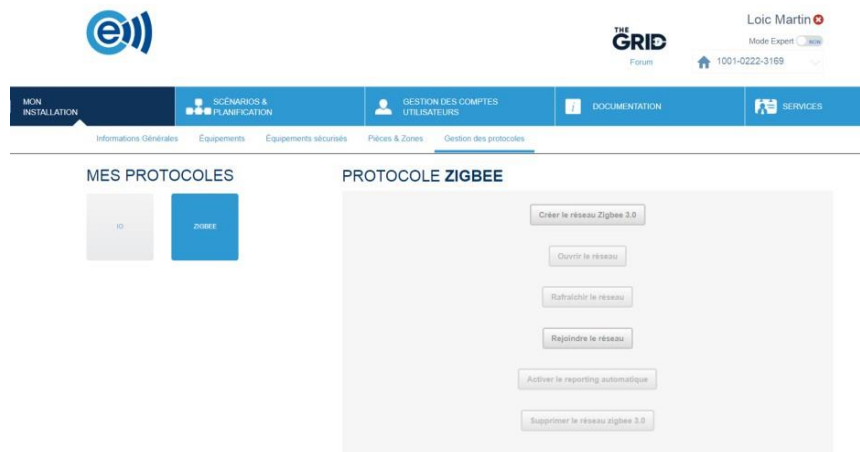 Loic Martin
THE
GRID
Mode Expert NON
Forum
1001-0222-3169
MON
INSTALLATION
SCÉNARIOS &
PLANIFICATION
GESTION DES COMPTES
UTILISATEURS
DOCUMENTATION
SERVICES
Informations Générales Équipements Équipements sécurisés Pièces & Zones Gestion des protocoles
MES PROTOCOLES
PROTOCOLE ZIGBEE
IO
ZIGBEE
Créer le réseau Zigbee 3.0
Ouvrir le réseau
Rafraîchir le réseau
Rejoindre le réseau
Activer le reporting automatique
Supprimer le réseau zigbee 3.0